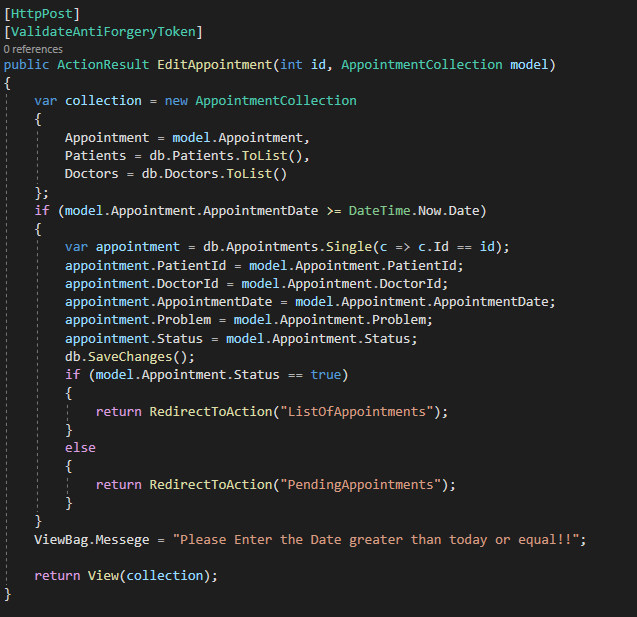 [HttpPost]
[ValidateAntiForgeryToken]
0 references
public ActionResult EditAppointment(int id, AppointmentCollection model)
{
    var collection = new AppointmentCollection
    {
        Appointment = model.Appointment,
        Patients = db.Patients.ToList(),
        Doctors = db.Doctors.ToList()
    };
    if (model.Appointment.AppointmentDate >= DateTime.Now.Date)
    {
        var appointment = db.Appointments.Single(c => c.Id == id);
        appointment.PatientId = model.Appointment.PatientId;
        appointment.DoctorId = model.Appointment.DoctorId;
        appointment.AppointmentDate = model.Appointment.AppointmentDate;
        appointment.Problem = model.Appointment.Problem;
        appointment.Status = model.Appointment.Status;
        db.SaveChanges();
        if (model.Appointment.Status == true)
        {
            return RedirectToAction("ListOfAppointments");
        }
        else
        {
            return RedirectToAction("PendingAppointments");
        }
    }
    ViewBag.Messege = "Please Enter the Date greater than today or equal!!";
    return View(collection);
}